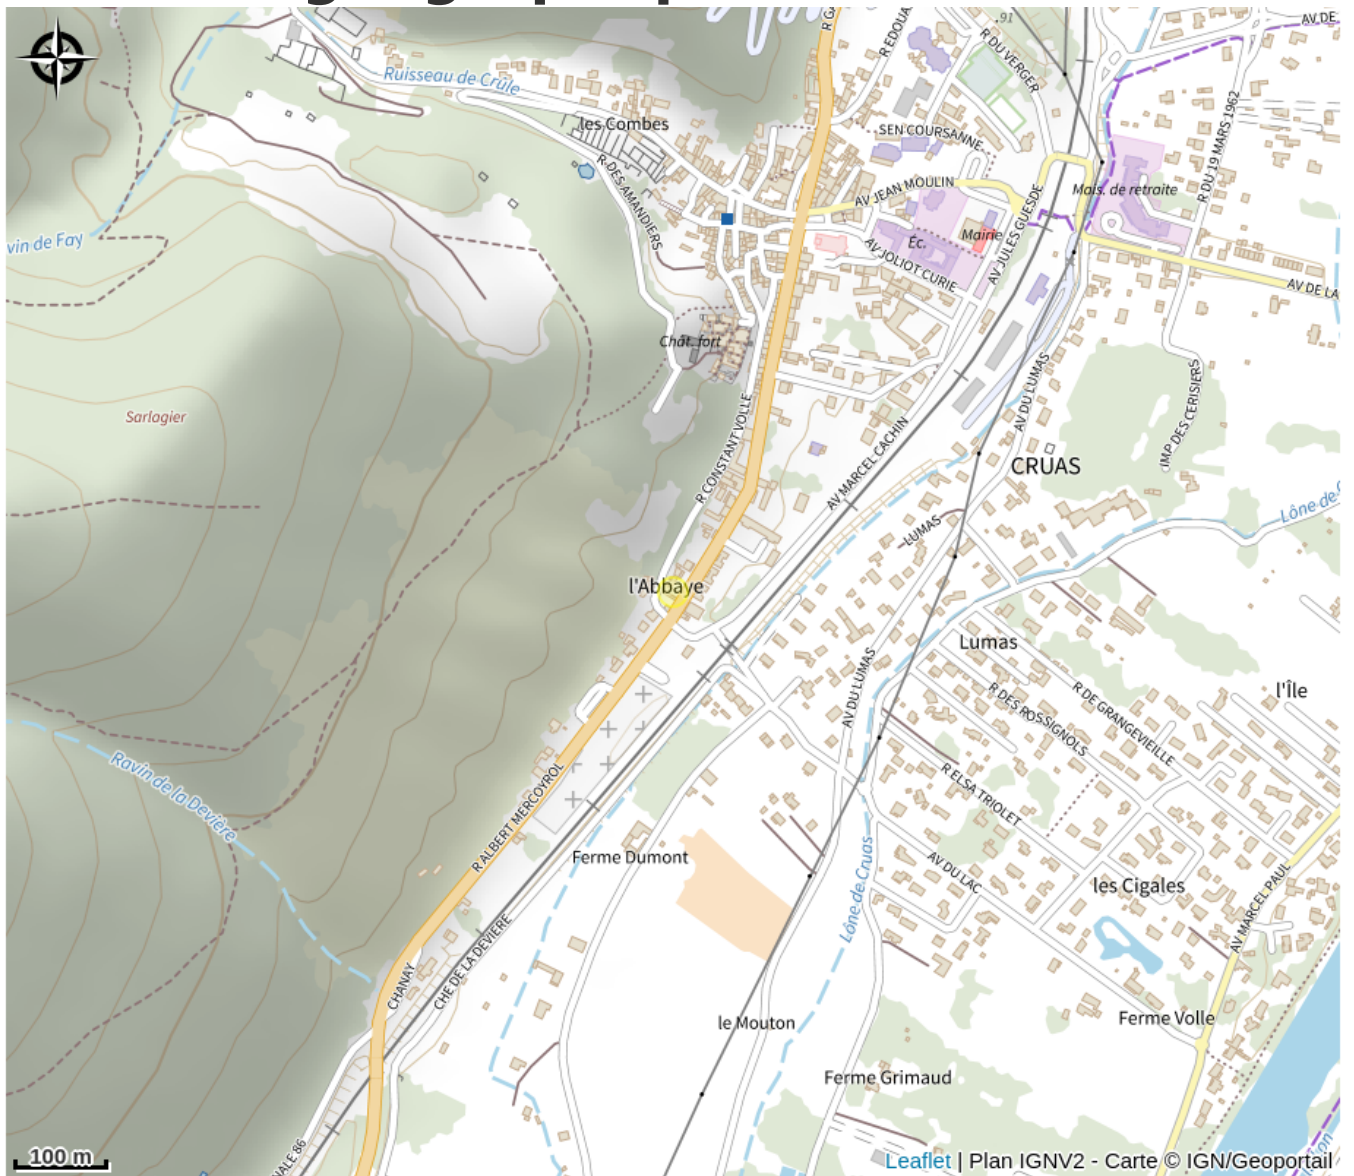 R EDOUA
.91
R DU VERGER
AV DE
Ruisseau de Crûle
les Combes
SEN COURSANNE
R DU 19 MARS 1962
R DES AMANDIERS
AV JEAN MOULIN
Mais. de retraite
AV JULES GUESDE
Mairie
Éc.
vin de Fay
AV JOLIOT CURIE
AV DE LA
Chât. fort
AV DU LUMAS
IMP DES CERISIERS
Sarlagier
R CONSTANT VOLLE
AV MARCEL CACHIN
CRUAS
Lône de
LUMAS
l'Abbaye
Lumas
AV DU LUMAS
l'Île
R DES ROSSIGNOLS
R DE GRANGEVIEILLE
Ravin de la Devière
R ELSA TRIOLET
R ALBERT MERCOYROL
Ferme Dumont
Lône de Cruas
AV DU LAC
les Cigales
AV MARCEL PAUL
CHE DE LA DEVIERE
CHANAY
le Mouton
Ferme Volle
Ferme Grimaud
NALE 86
100 m
Leaflet | Plan IGNV2 - Carte © IGN/Geoportail